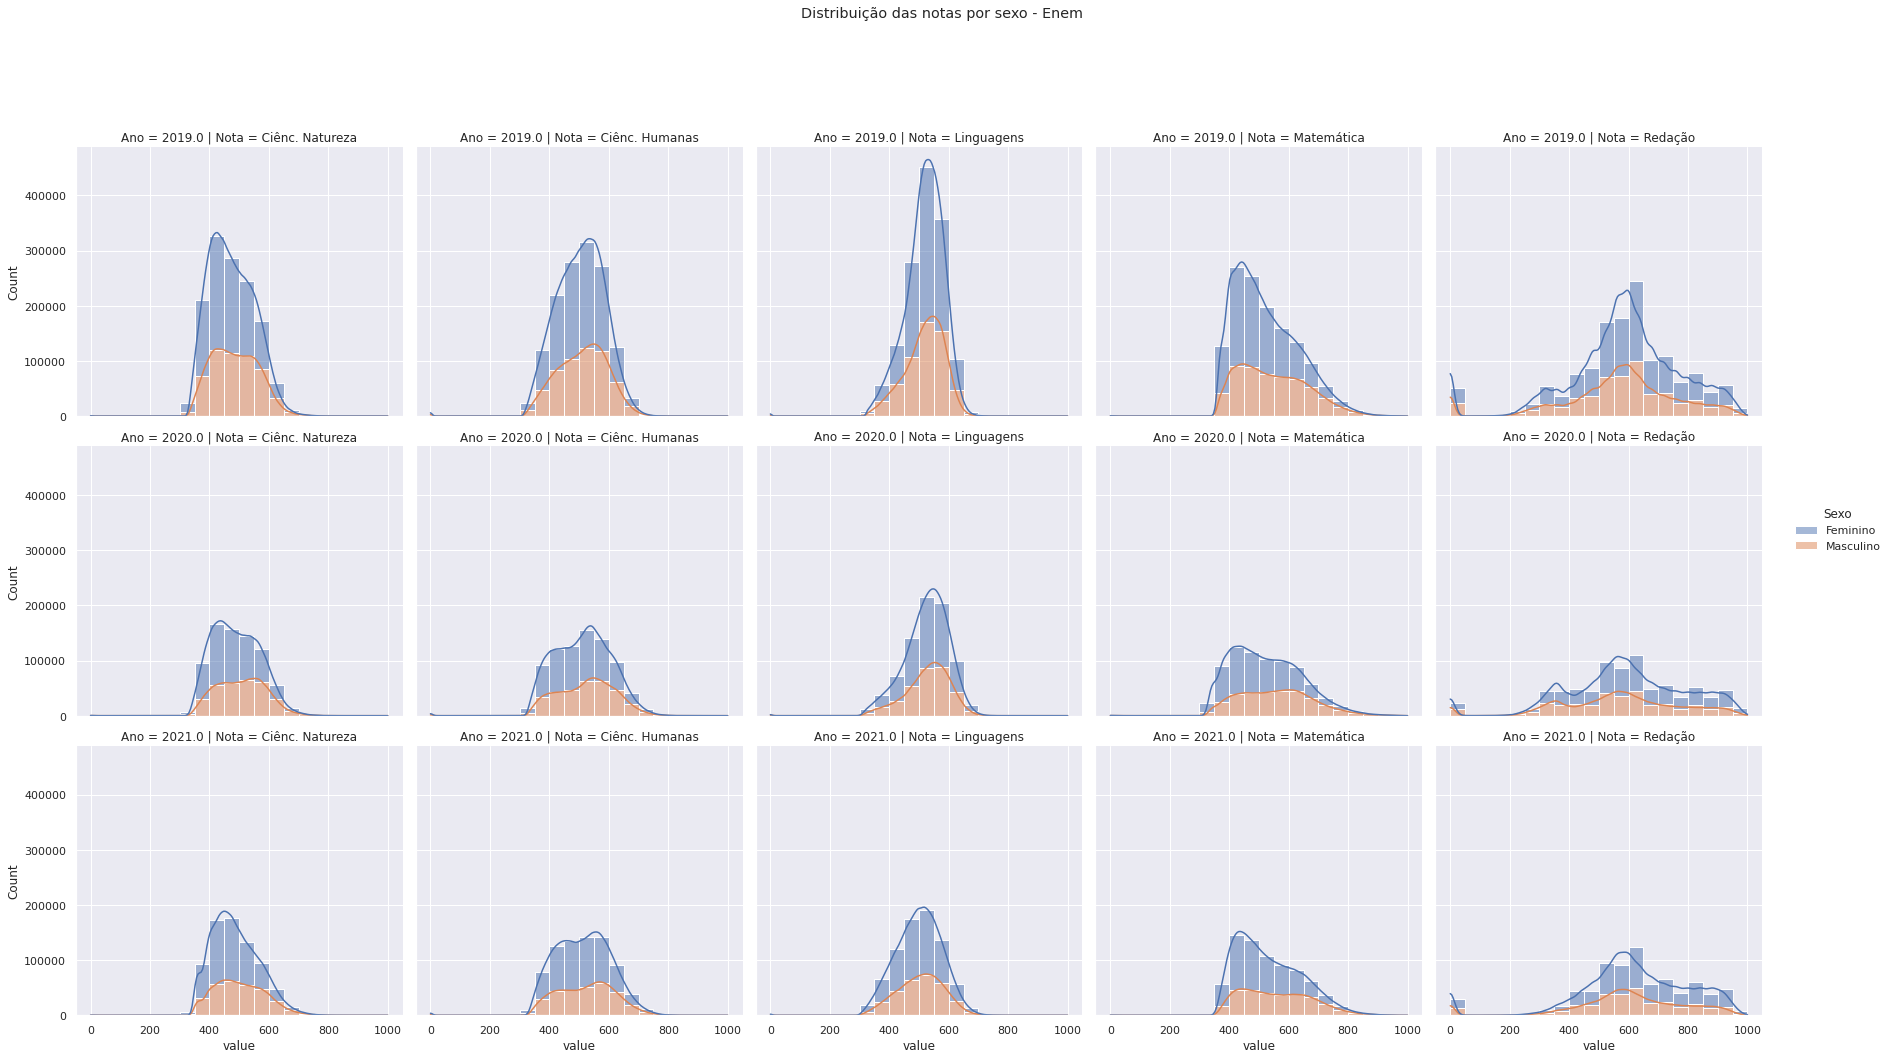 Distribuição das notas por sexo - Enem
Ano = 2019.0 | Nota = Ciênc. Natureza
Ano = 2019.0 | Nota = Ciênc. Humanas
Ano = 2019.0 | Nota = Linguagens
Ano = 2019.0 | Nota = Matemática
Ano = 2019.0 | Nota = Redação
400000
300000
200000
100000
0
Count
Ano = 2020.0 | Nota = Ciênc. Natureza
Ano = 2020.0 | Nota = Ciênc. Humanas
Ano = 2020.0 | Nota = Linguagens
Ano = 2020.0 | Nota = Matemática
Ano = 2020.0 | Nota = Redação
400000
300000
200000
100000
0
Count
Sexo
Feminino
Masculino
Ano = 2021.0 | Nota = Ciênc. Natureza
Ano = 2021.0 | Nota = Ciênc. Humanas
Ano = 2021.0 | Nota = Linguagens
Ano = 2021.0 | Nota = Matemática
Ano = 2021.0 | Nota = Redação
400000
300000
200000
100000
0
Count
0 200 400 600 800 1000
0 200 400 600 800 1000
0 200 400 600 800 1000
0 200 400 600 800 1000
0 200 400 600 800 1000
value
value
value
value
value